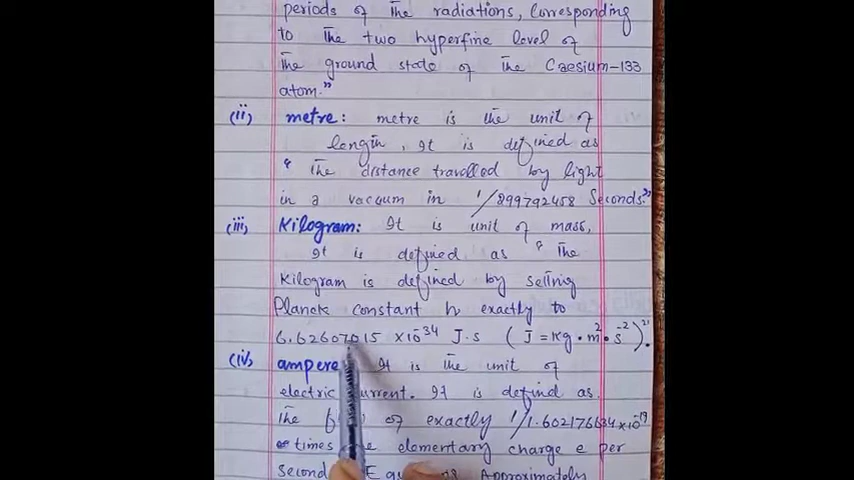 periods of the radiations, Corresponding
to the two hyperfine level of
the ground state of the Caesium-133
atom."
(ii) metre: metre is the unit of
length, It is defined as
" The distance travelled by light
in a vacuum in 1/299792458 Seconds."
(iii) Kilogram: It is unit of mass,
It is defined as " The
Kilogram is defined by setting
Planck Constant h exactly to
6.62607015 ×10⁻³⁴ J.s ( J = Kg·m²·s⁻²)".
(iv) ampere It is the unit of
electric current. It is defind as.
The of exactly 1/1.602176634×10⁻¹⁹
times elementary charge e per
Second Approximately